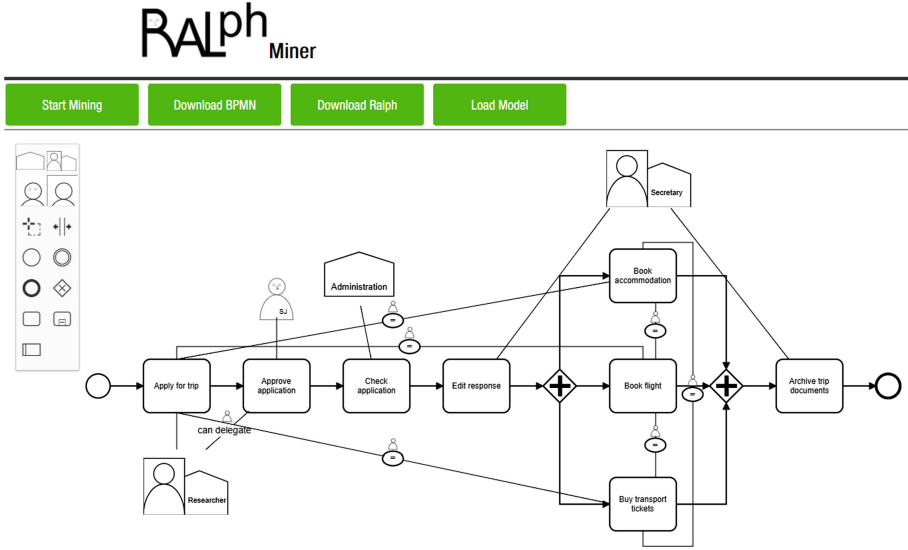 RALph Miner
Start Mining
Download BPMN
Download Ralph
Load Model
Secretary
Book
accommodation
Administration
SJ
=
=
=
Apply for trip
Approve
application
Check
application
Edit response
Book flight
=
Archive trip
documents
can delegate
=
=
Researcher
Buy transport
tickets